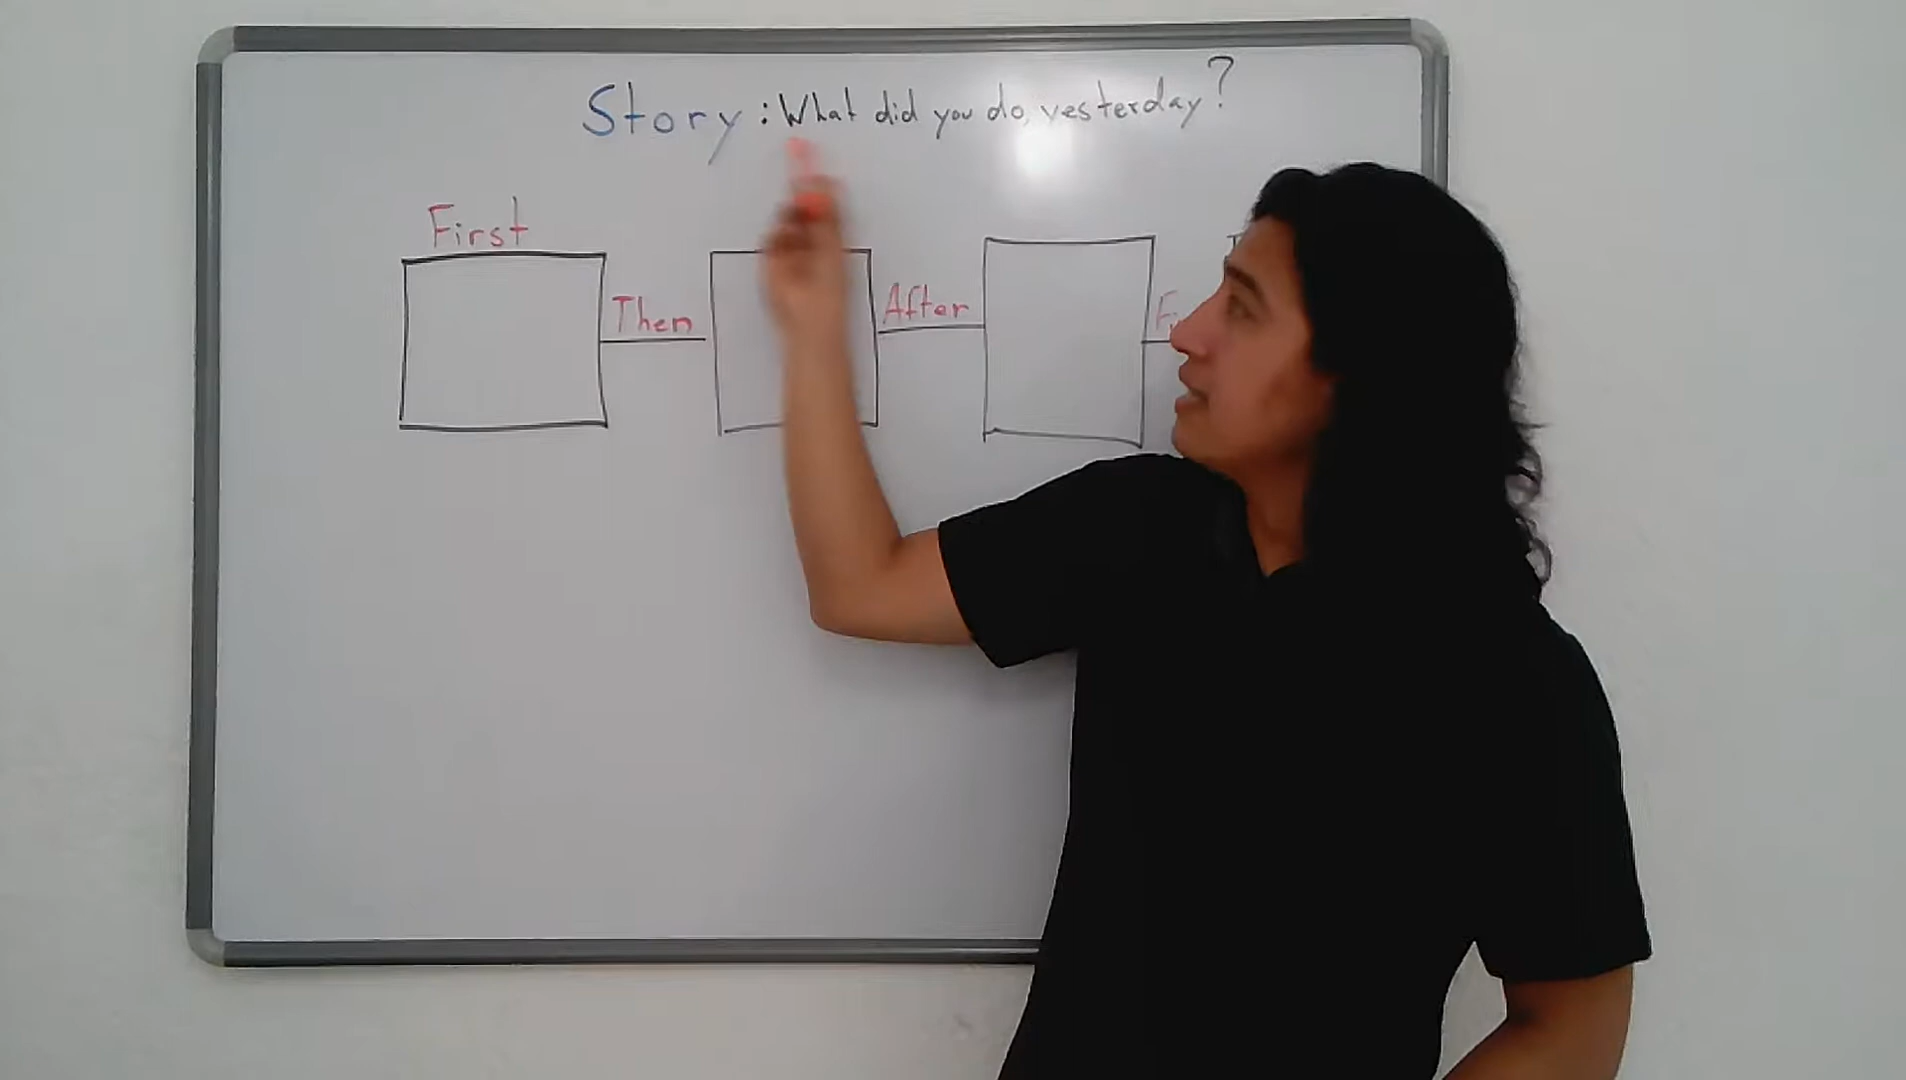 Story: What did you do, yesterday?
First
Then
After